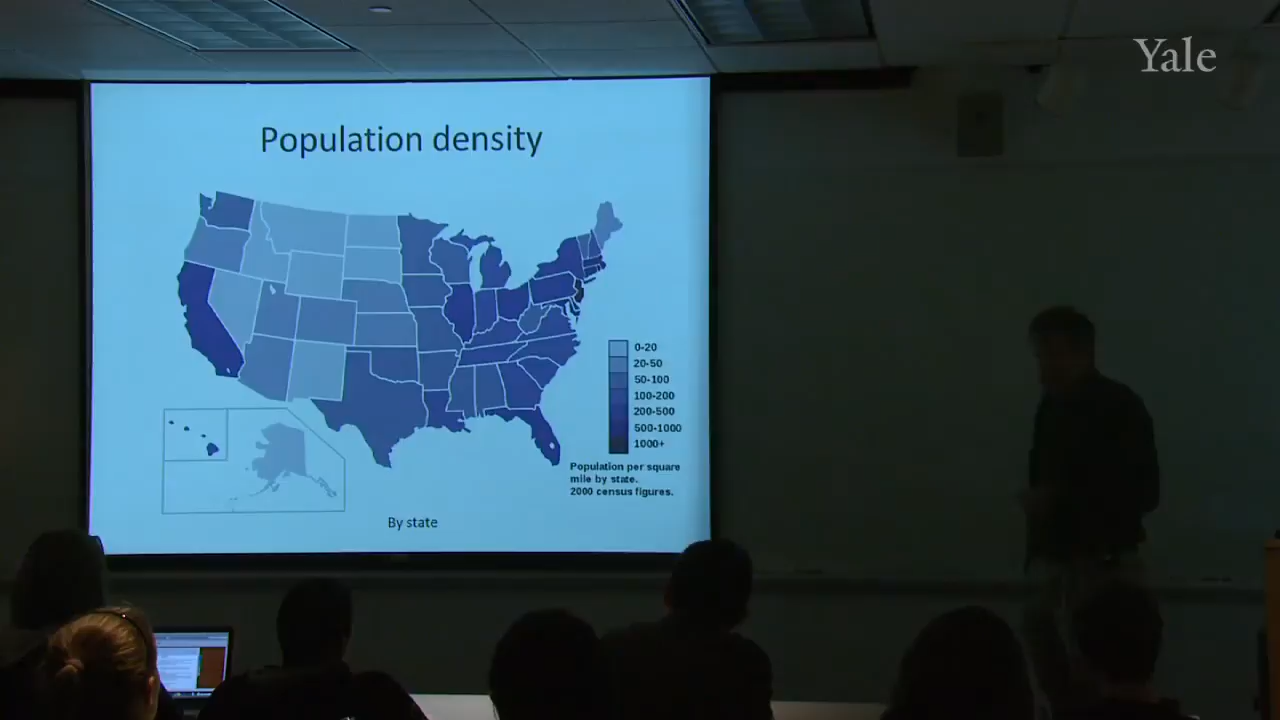 Yale
Population density
0-20
20-50
50-100
100-200
200-500
500-1000
1000+
Population per square
mile by state.
2000 census figures.
By state